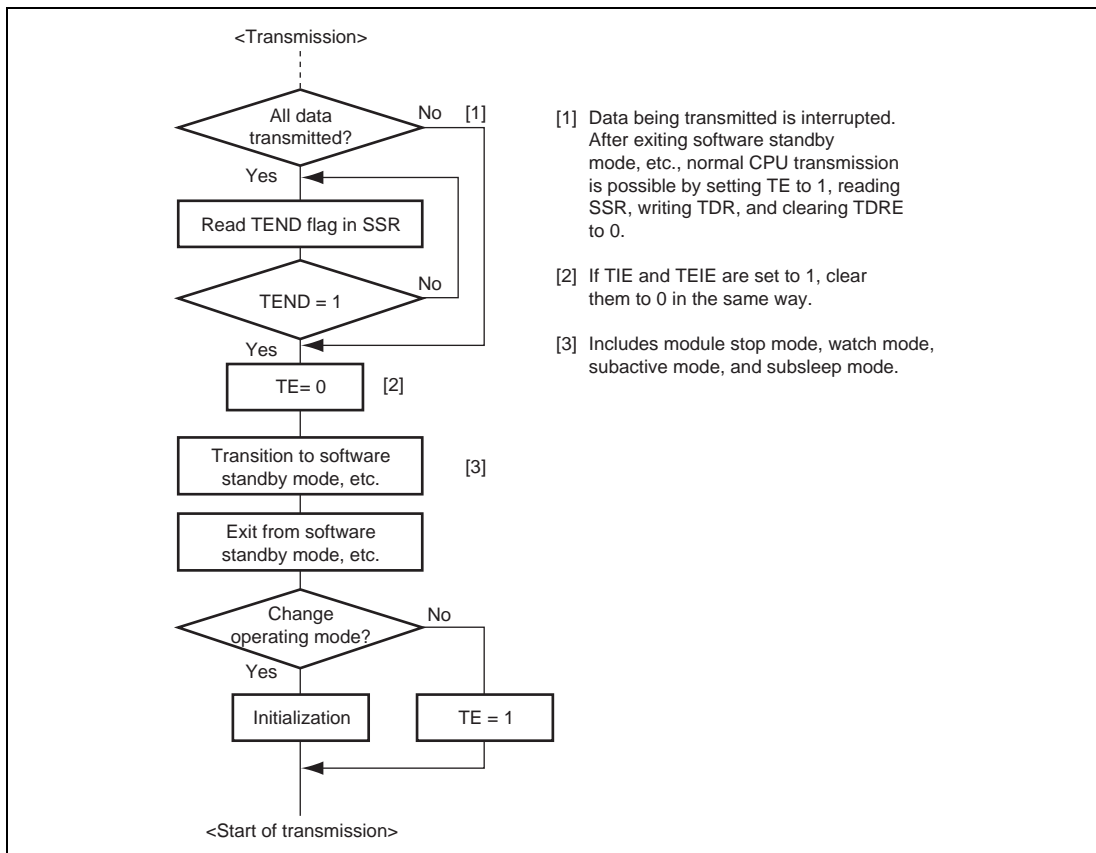 <Transmission>
All data
transmitted?
No
[1]
Yes
Read TEND flag in SSR
TEND = 1
No
Yes
TE= 0
[2]
Transition to software
standby mode, etc.
[3]
Exit from software
standby mode, etc.
Change
operating mode?
No
Yes
Initialization
TE = 1
<Start of transmission>
[1] Data being transmitted is interrupted.
After exiting software standby
mode, etc., normal CPU transmission
is possible by setting TE to 1, reading
SSR, writing TDR, and clearing TDRE
to 0.
[2] If TIE and TEIE are set to 1, clear
them to 0 in the same way.
[3] Includes module stop mode, watch mode,
subactive mode, and subsleep mode.